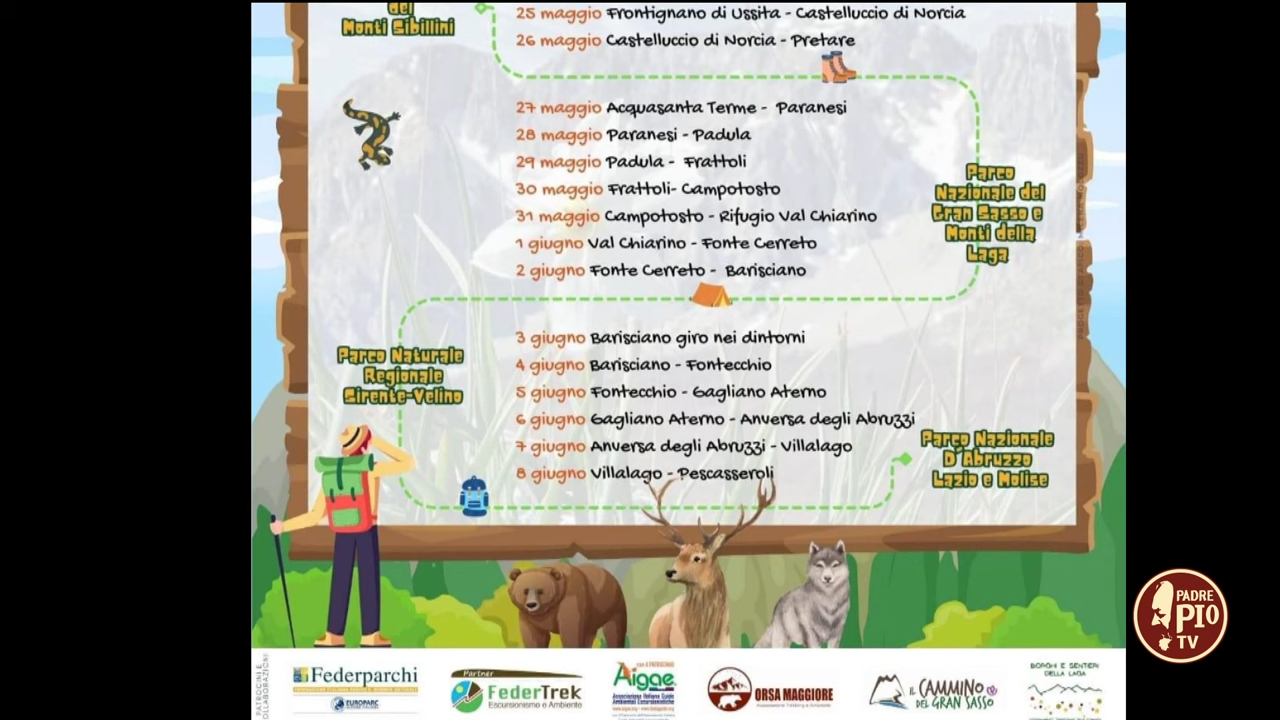 dei
Monti Sibillini
25 maggio Frontignano di Ussita - Castelluccio di Norcia
26 maggio Castelluccio di Norcia - Pretare
27 maggio Acquasanta Terme - Paranesi
28 maggio Paranesi - Padula
29 maggio Padula - Frattoli
30 maggio Frattoli- Campotosto
31 maggio Campotosto - Rifugio Val Chiarino
1 giugno Val Chiarino - Fonte Cerreto
2 giugno Fonte Cerreto - Barisciano
Parco
Nazionale del
Gran Sasso e
Monti della
Laga
3 giugno Barisciano giro nei dintorni
4 giugno Barisciano - Fontecchio
5 giugno Fontecchio - Gagliano Aterno
6 giugno Gagliano Aterno - Anversa degli Abruzzi
7 giugno Anversa degli Abruzzi - Villalago
8 giugno Villalago - Pescasseroli
Parco Naturale
Regionale
Sirente-Velino
Parco Nazionale
D'Abruzzo
Lazio e Molise
PADRE
PIO
TV
PATROCINI E
Federparchi
EUROPARC
Partner
FederTrek
Escursionismo e Ambiente
Aigae
Associazione Italiana Guide
Ambientali Escursionistiche
ORSA MAGGIORE
IL CAMMINO
DEL GRAN SASSO
BORGHI E SENTIERI
DELLA LAGA